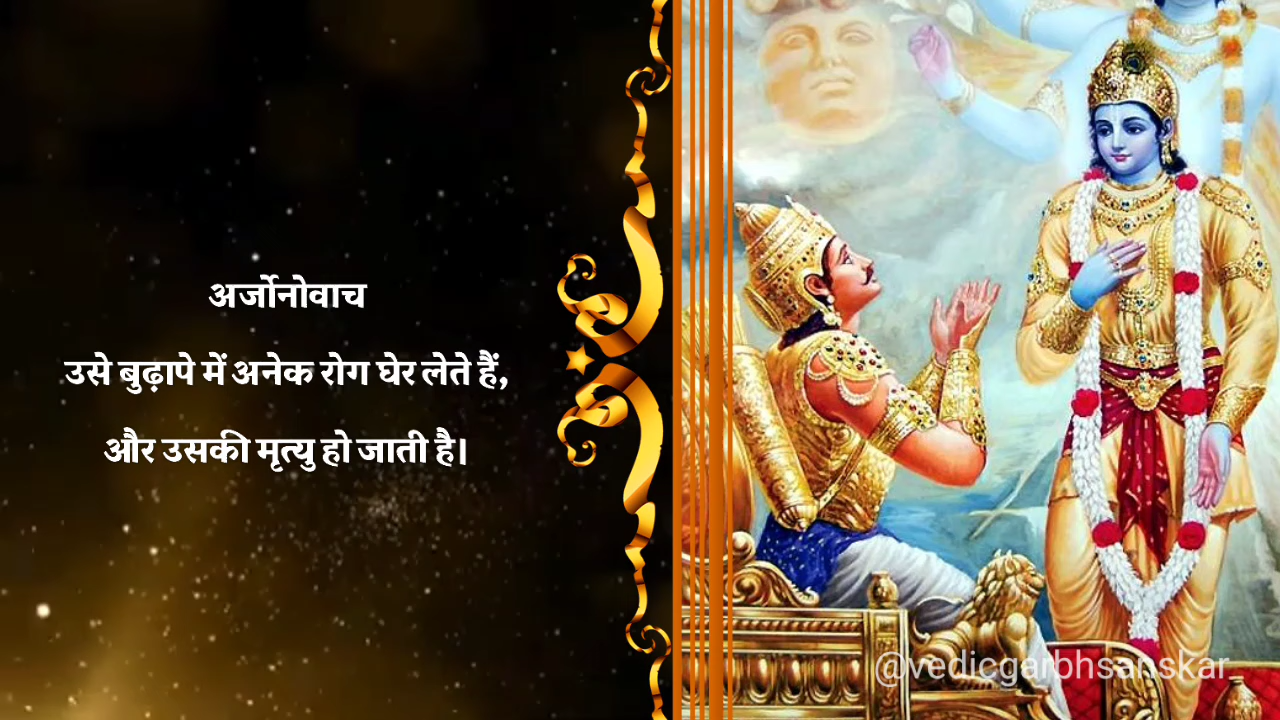 अर्जोनोवाच
उसे बुढ़ापे में अनेक रोग घेर लेते हैं,
और उसकी मृत्यु हो जाती है।
@vedicgarbhsanskar